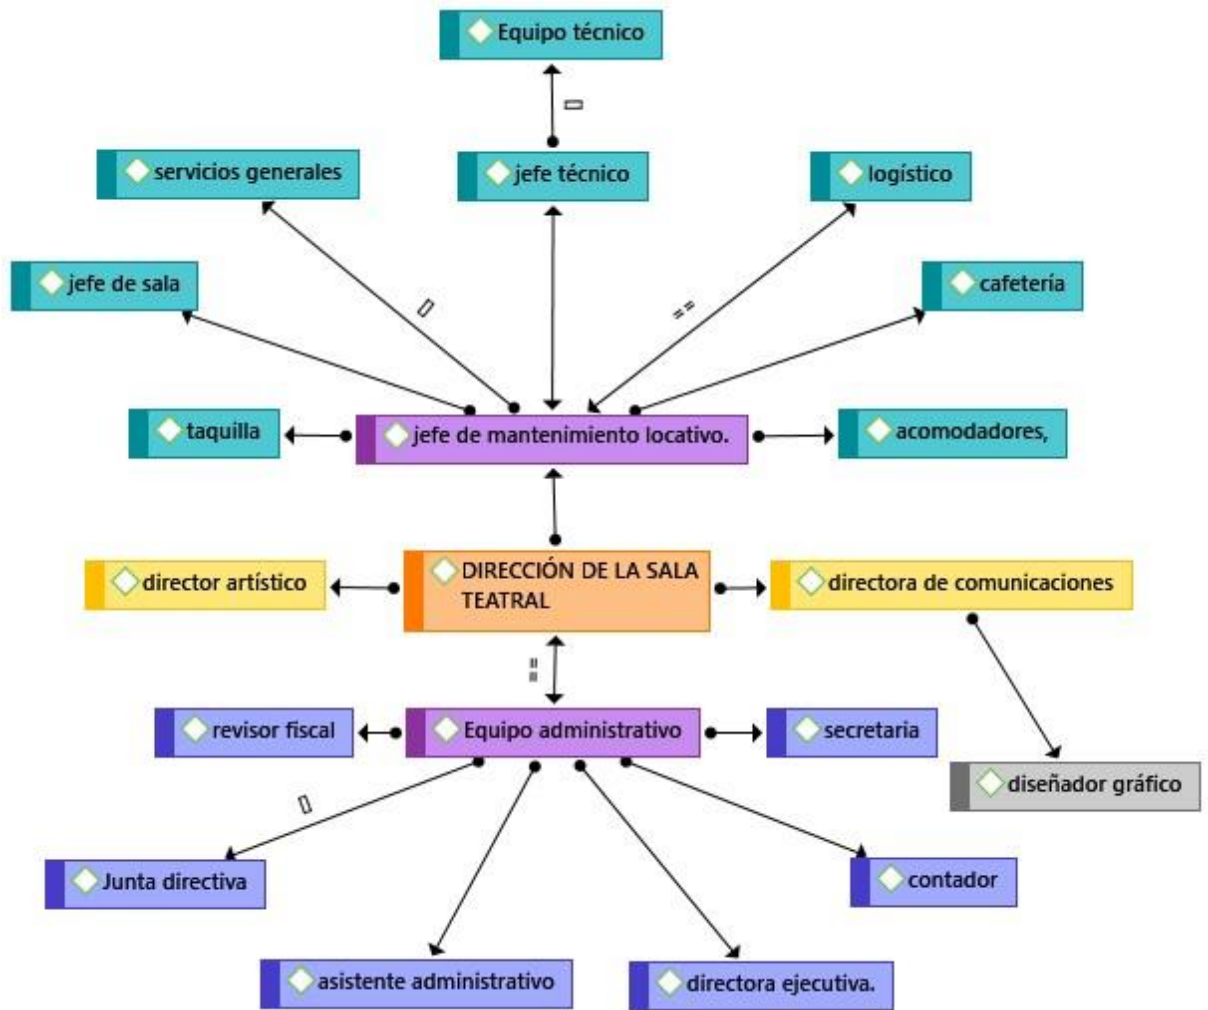 Equipo técnico
servicios generales
jefe técnico
logístico
jefe de sala
cafetería
==
taquilla
jefe de mantenimiento locativo.
acomodadores,
director artístico
DIRECCIÓN DE LA SALA
TEATRAL
directora de comunicaciones
==
revisor fiscal
Equipo administrativo
secretaria
diseñador gráfico
Junta directiva
contador
asistente administrativo
directora ejecutiva.